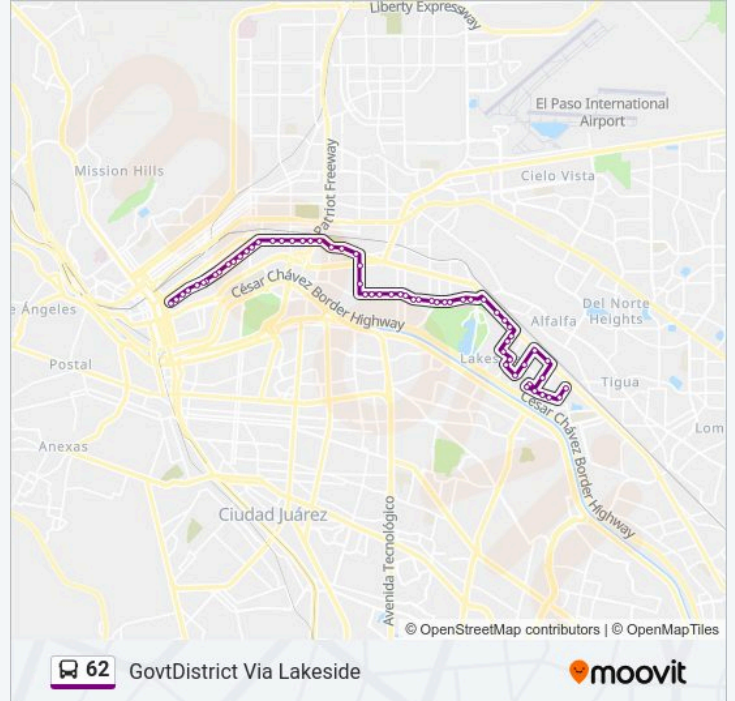 Liberty Expressway
El Paso International
Airport
Mission Hills
Patriot Freeway
Cielo Vista
César Chávez Border Highway
e Ángeles
Del Norte
Heights
Alfalfa
Lakes
Postal
Tigua
César Chávez Border Highway
Lom
Anexas
Ciudad Juárez
Avenida Tecnológico
© OpenStreetMap contributors | © OpenMapTiles
62 GovtDistrict Via Lakeside
moovit